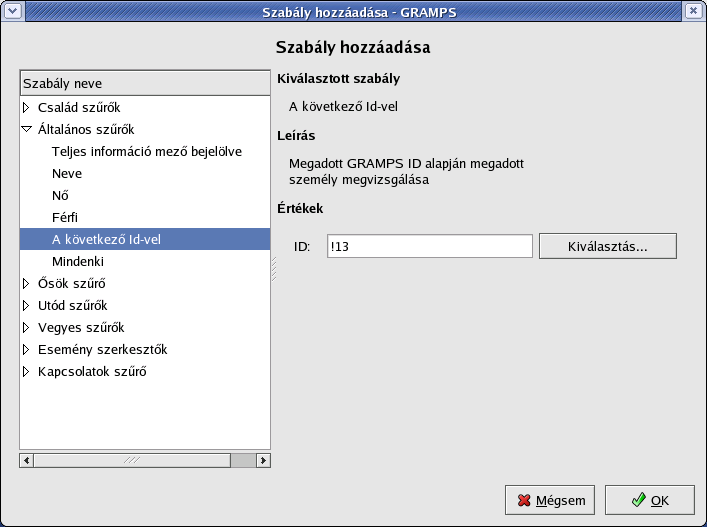 Szabály hozzáadása - GRAMPS
Szabály hozzáadása
Szabály neve
Család szűrők
Általános szűrők
Teljes információ mező bejelölve
Neve
Nő
Férfi
A következő Id-vel
Mindenki
Ősök szűrő
Utód szűrők
Vegyes szűrők
Esemény szerkesztők
Kapcsolatok szűrő
Kiválasztott szabály
A következő Id-vel
Leírás
Megadott GRAMPS ID alapján megadott
személy megvizsgálása
Értékek
ID: !13 Kiválasztás...
Mégsem OK